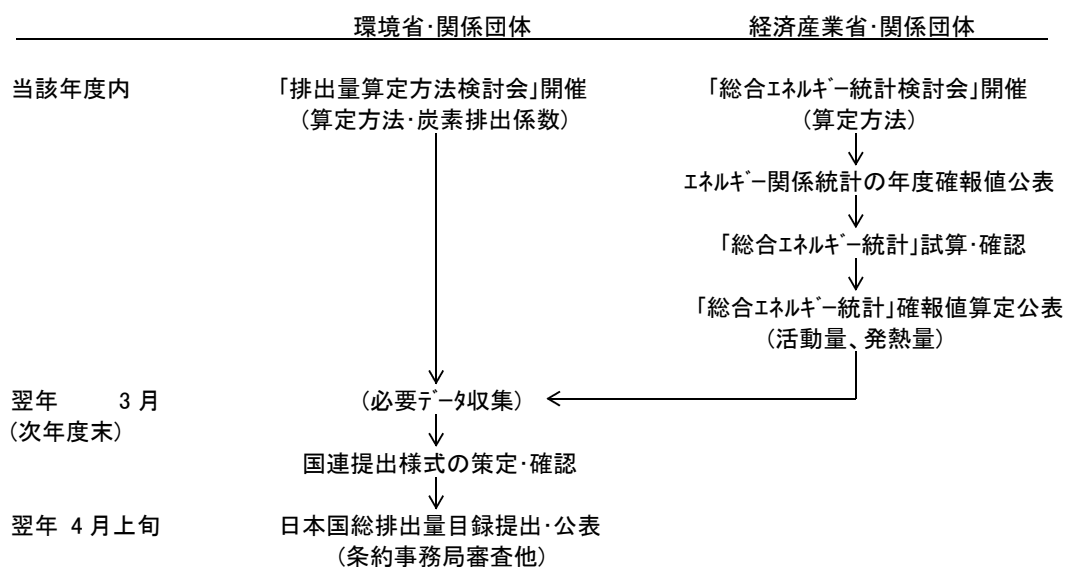 環境省･関係団体 経済産業省･関係団体
当該年度内 「排出量算定方法検討会」開催 「総合ｴﾈﾙｷﾞｰ統計検討会」開催
(算定方法･炭素排出係数) (算定方法)
ｴﾈﾙｷﾞｰ関係統計の年度確報値公表
「総合ｴﾈﾙｷﾞｰ統計」試算･確認
「総合ｴﾈﾙｷﾞｰ統計」確報値算定公表
(活動量、発熱量)
翌年 3 月 (必要ﾃﾞｰﾀ収集)
(次年度末)
国連提出様式の策定･確認
翌年 4 月上旬 日本国総排出量目録提出･公表
(条約事務局審査他)